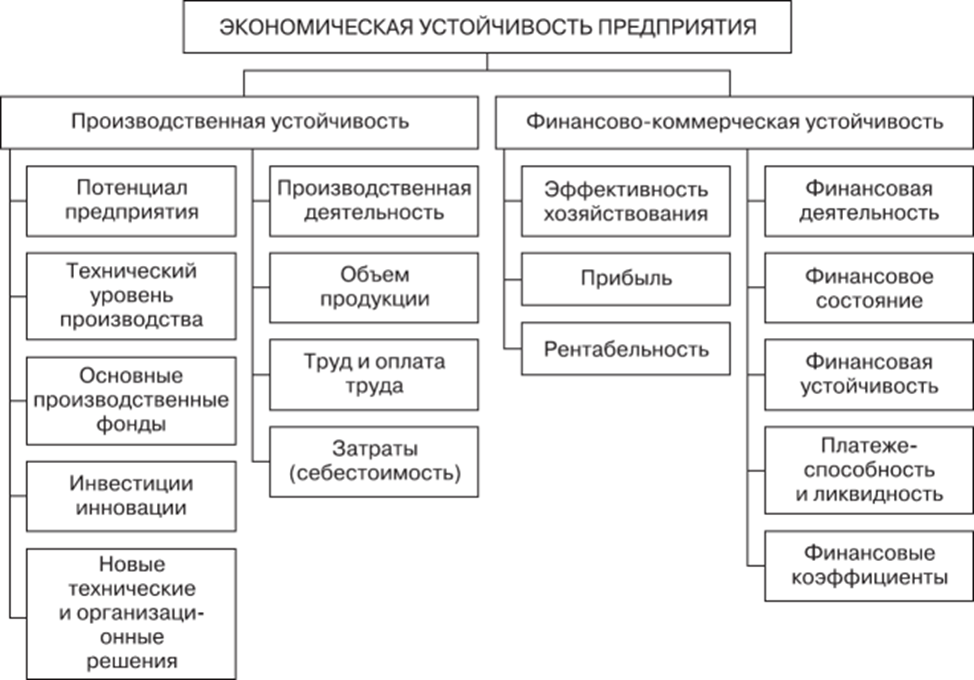 ЭКОНОМИЧЕСКАЯ УСТОЙЧИВОСТЬ ПРЕДПРИЯТИЯ
Производственная устойчивость
Потенциал
предприятия
Технический
уровень
производства
Основные
производственные
фонды
Инвестиции
инновации
Новые
технические
и организаци-
онные
решения
Производственная
деятельность
Объем
продукции
Труд и оплата
труда
Затраты
(себестоимость)
Финансово-коммерческая устойчивость
Эффективность
хозяйствования
Прибыль
Рентабельность
Финансовая
деятельность
Финансовое
состояние
Финансовая
устойчивость
Платеже-
способность
и ликвидность
Финансовые
коэффициенты